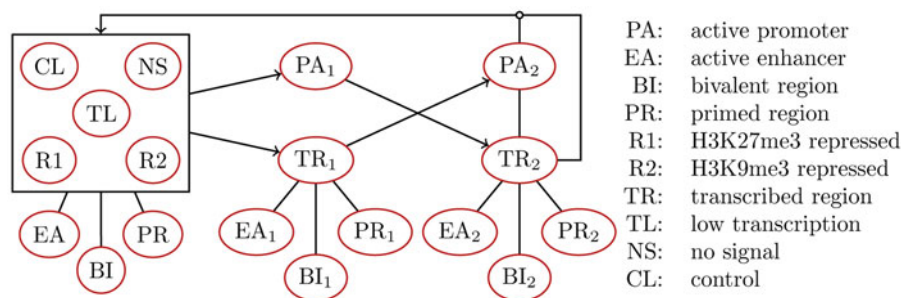 CL NS PA1 PA2
TL
R1 R2 TR1 TR2
EA PR EA1 PR1 EA2 PR2
BI BI1 BI2
PA: active promoter
EA: active enhancer
BI: bivalent region
PR: primed region
R1: H3K27me3 repressed
R2: H3K9me3 repressed
TR: transcribed region
TL: low transcription
NS: no signal
CL: control